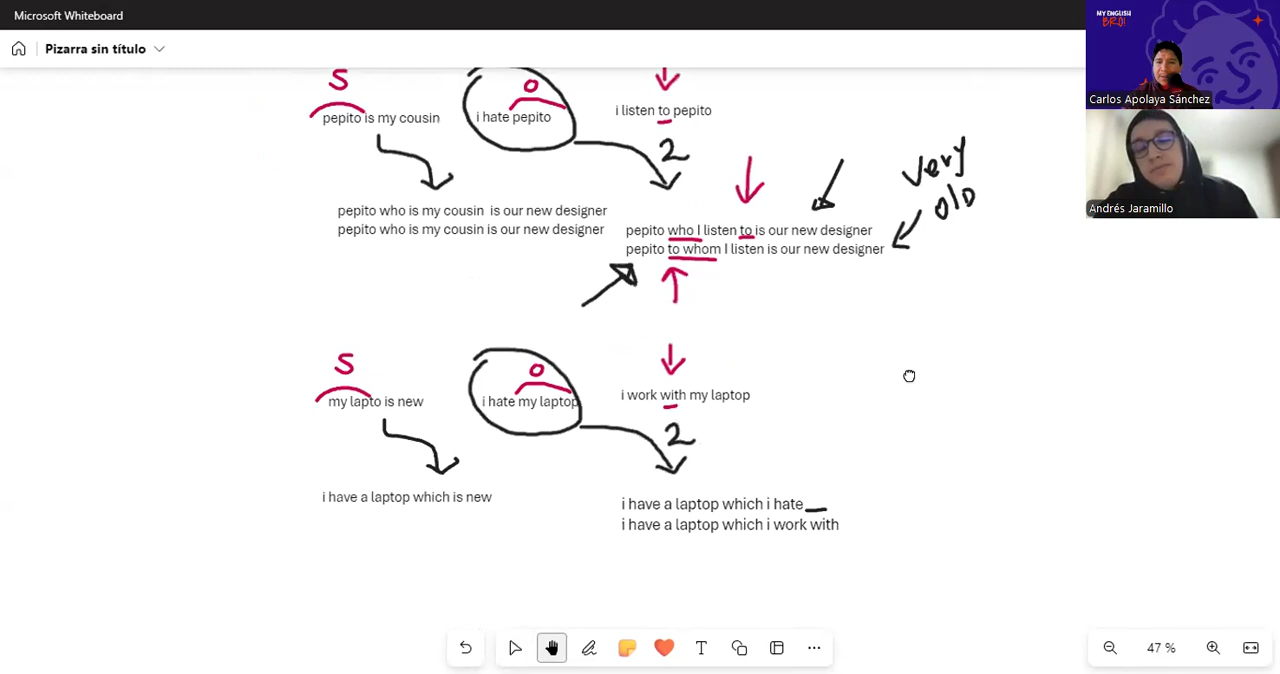 Microsoft Whiteboard
Pizarra sin título
MY ENGLISH
BRO!
Carlos Apolaya Sánchez
Andrés Jaramillo
S
O
pepito is my cousin
i hate pepito
i listen to pepito
2
very
old
pepito who is my cousin  is our new designer
pepito who is my cousin is our new designer
pepito who I listen to is our new designer
pepito to whom I listen is our new designer
S
O
my lapto is new
i hate my laptop
i work with my laptop
2
i have a laptop which is new
i have a laptop which i hate _
i have a laptop which i work with
T
47 %